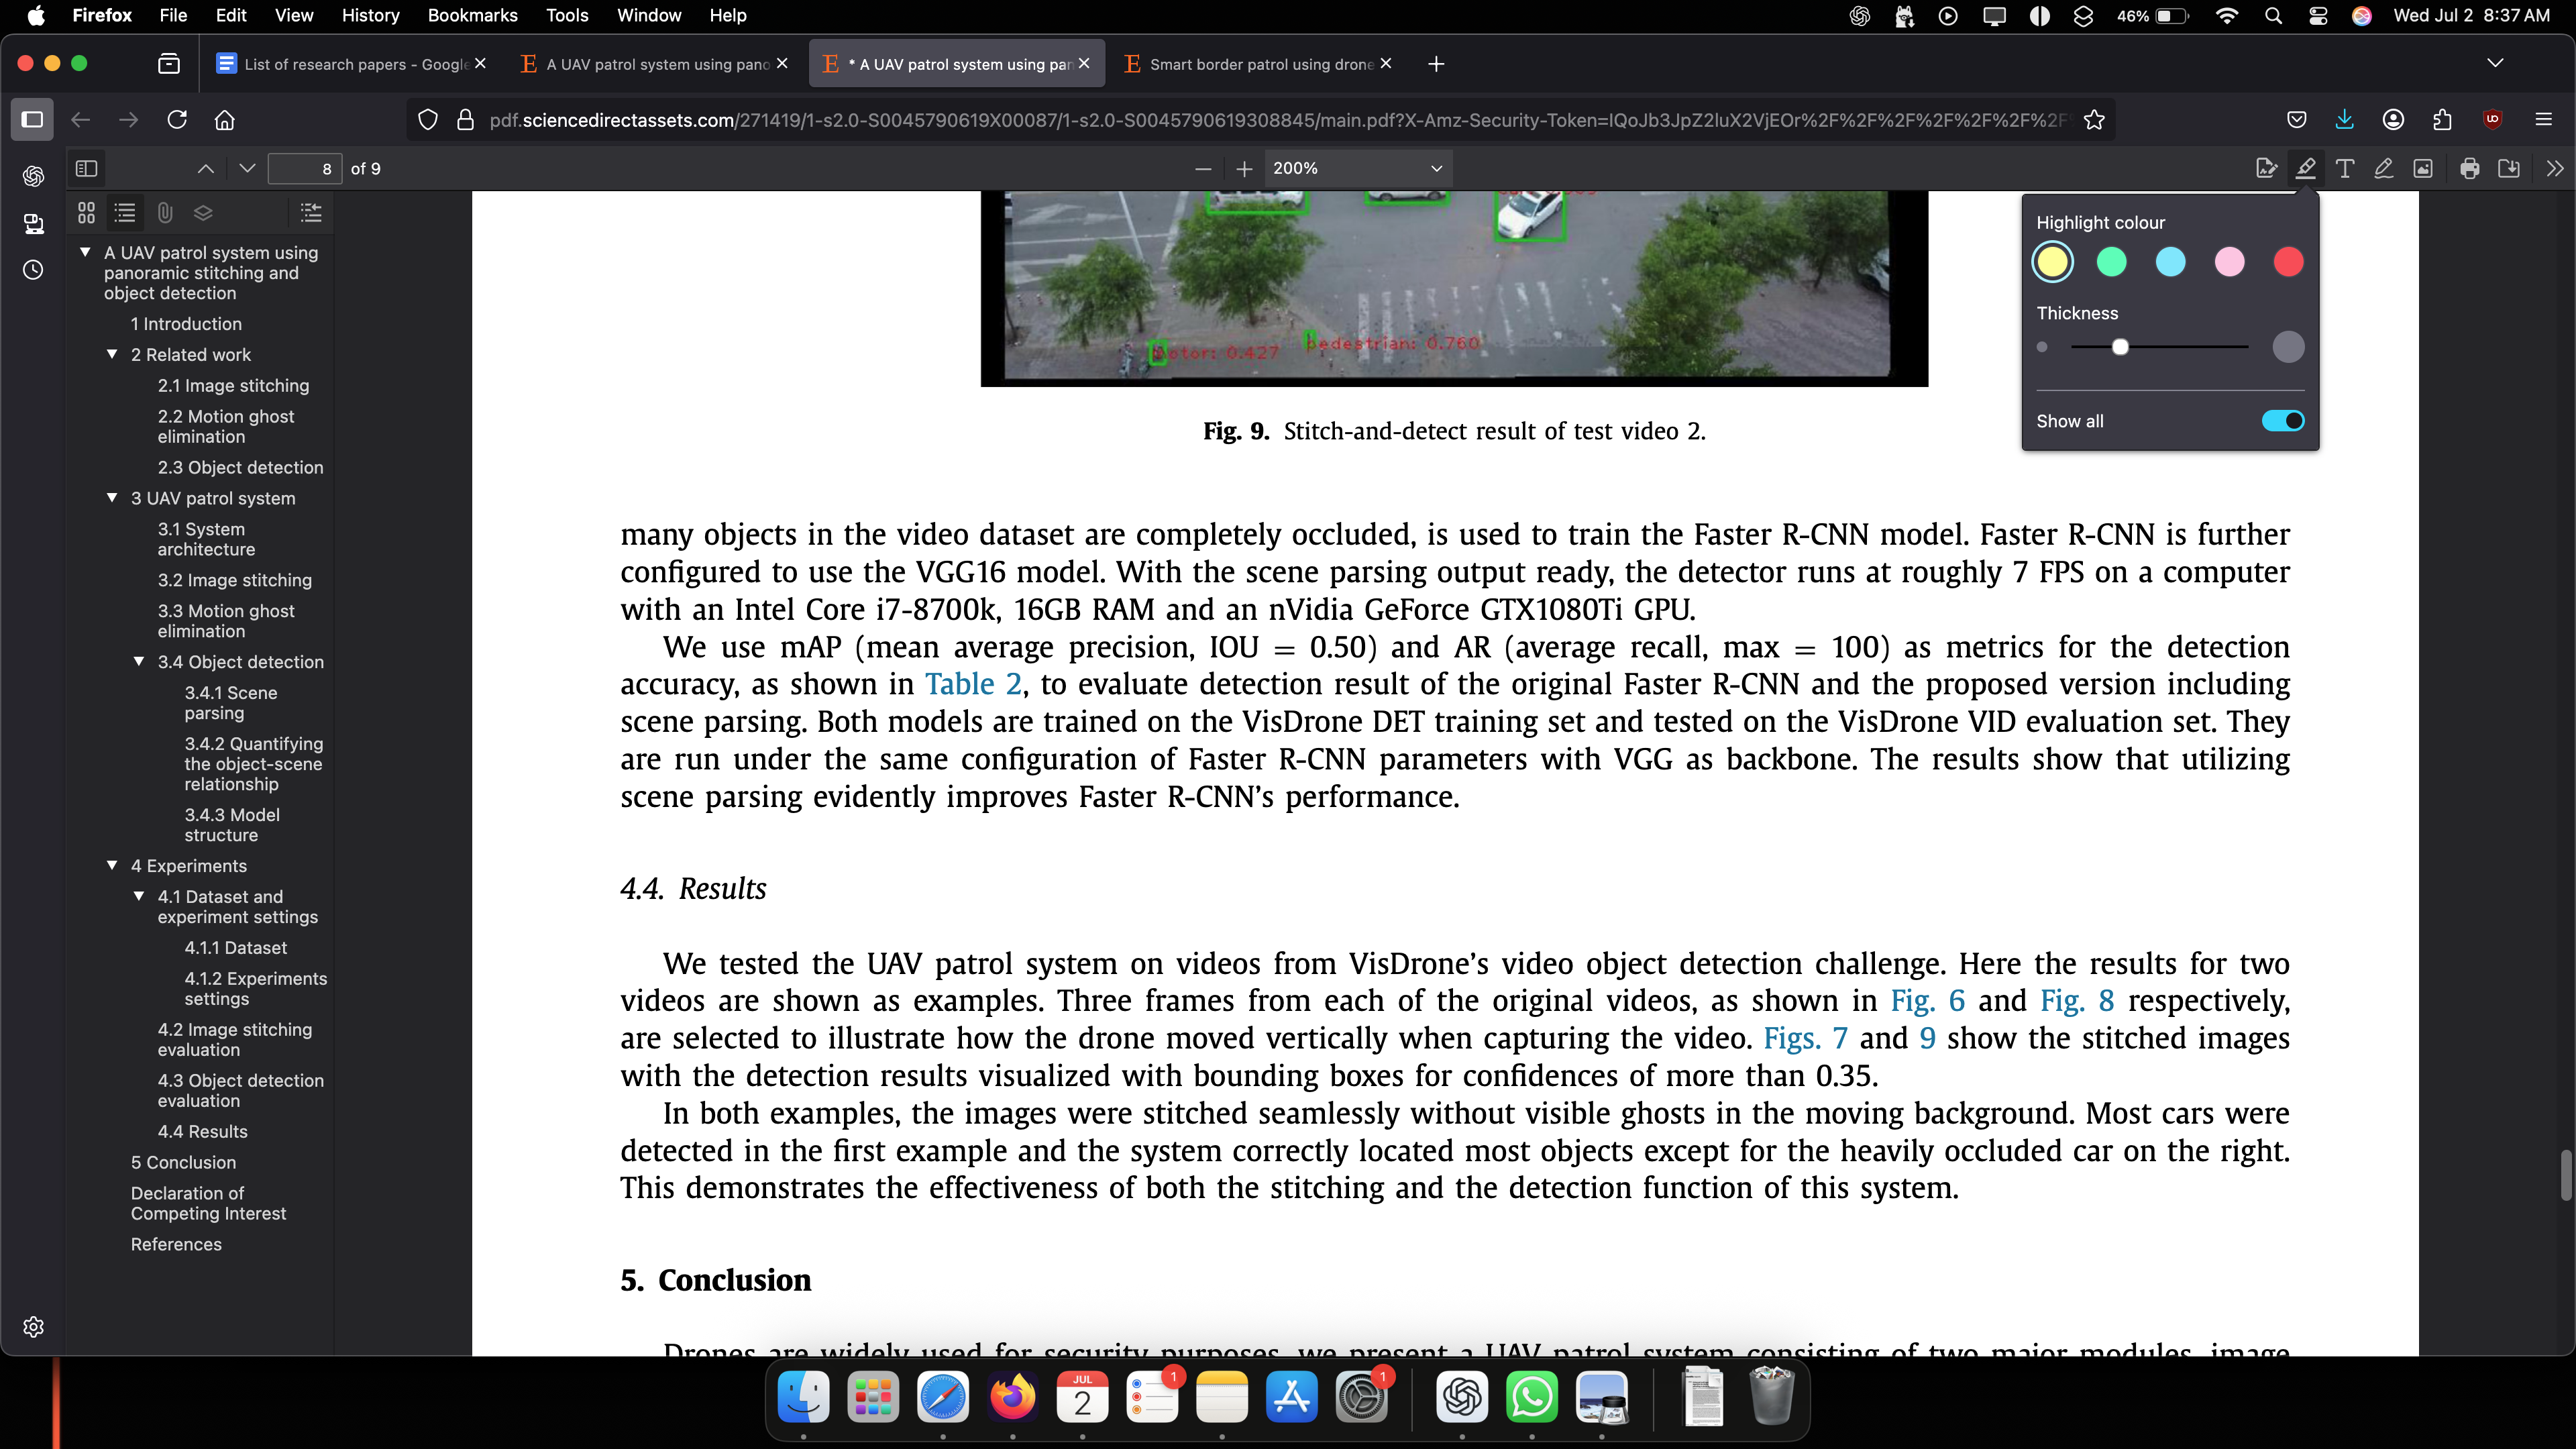 Firefox File Edit View History Bookmarks Tools Window Help 46% Wed Jul 2 8:37 AM
List of research papers - Google
A UAV patrol system using pano
* A UAV patrol system using pan
Smart border patrol using drone
pdf.sciencedirectassets.com/271419/1-s2.0-S0045790619X00087/1-s2.0-S0045790619308845/main.pdf?X-Amz-Security-Token=IQoJb3JpZ2luX2VjEOr%2F%2F%2F%2F%2F%2F%2F%2F
8 of 9 200%
A UAV patrol system using
panoramic stitching and
object detection
1 Introduction
2 Related work
2.1 Image stitching
2.2 Motion ghost
elimination
2.3 Object detection
3 UAV patrol system
3.1 System
architecture
3.2 Image stitching
3.3 Motion ghost
elimination
3.4 Object detection
3.4.1 Scene
parsing
3.4.2 Quantifying
the object-scene
relationship
3.4.3 Model
structure
4 Experiments
4.1 Dataset and
experiment settings
4.1.1 Dataset
4.1.2 Experiments
settings
4.2 Image stitching
evaluation
4.3 Object detection
evaluation
4.4 Results
5 Conclusion
Declaration of
Competing Interest
References
Highlight colour
Thickness
Show all
motor: 0.427 pedestrian: 0.760
Fig. 9. Stitch-and-detect result of test video 2.
many objects in the video dataset are completely occluded, is used to train the Faster R-CNN model. Faster R-CNN is further
configured to use the VGG16 model. With the scene parsing output ready, the detector runs at roughly 7 FPS on a computer
with an Intel Core i7-8700k, 16GB RAM and an nVidia GeForce GTX1080Ti GPU.
We use mAP (mean average precision, IOU = 0.50) and AR (average recall, max = 100) as metrics for the detection
accuracy, as shown in Table 2, to evaluate detection result of the original Faster R-CNN and the proposed version including
scene parsing. Both models are trained on the VisDrone DET training set and tested on the VisDrone VID evaluation set. They
are run under the same configuration of Faster R-CNN parameters with VGG as backbone. The results show that utilizing
scene parsing evidently improves Faster R-CNN's performance.
4.4. Results
We tested the UAV patrol system on videos from VisDrone's video object detection challenge. Here the results for two
videos are shown as examples. Three frames from each of the original videos, as shown in Fig. 6 and Fig. 8 respectively,
are selected to illustrate how the drone moved vertically when capturing the video. Figs. 7 and 9 show the stitched images
with the detection results visualized with bounding boxes for confidences of more than 0.35.
In both examples, the images were stitched seamlessly without visible ghosts in the moving background. Most cars were
detected in the first example and the system correctly located most objects except for the heavily occluded car on the right.
This demonstrates the effectiveness of both the stitching and the detection function of this system.
5. Conclusion
Drones are widely used for security purposes, we present a UAV patrol system consisting of two major modules, image
JUL
2
1
1